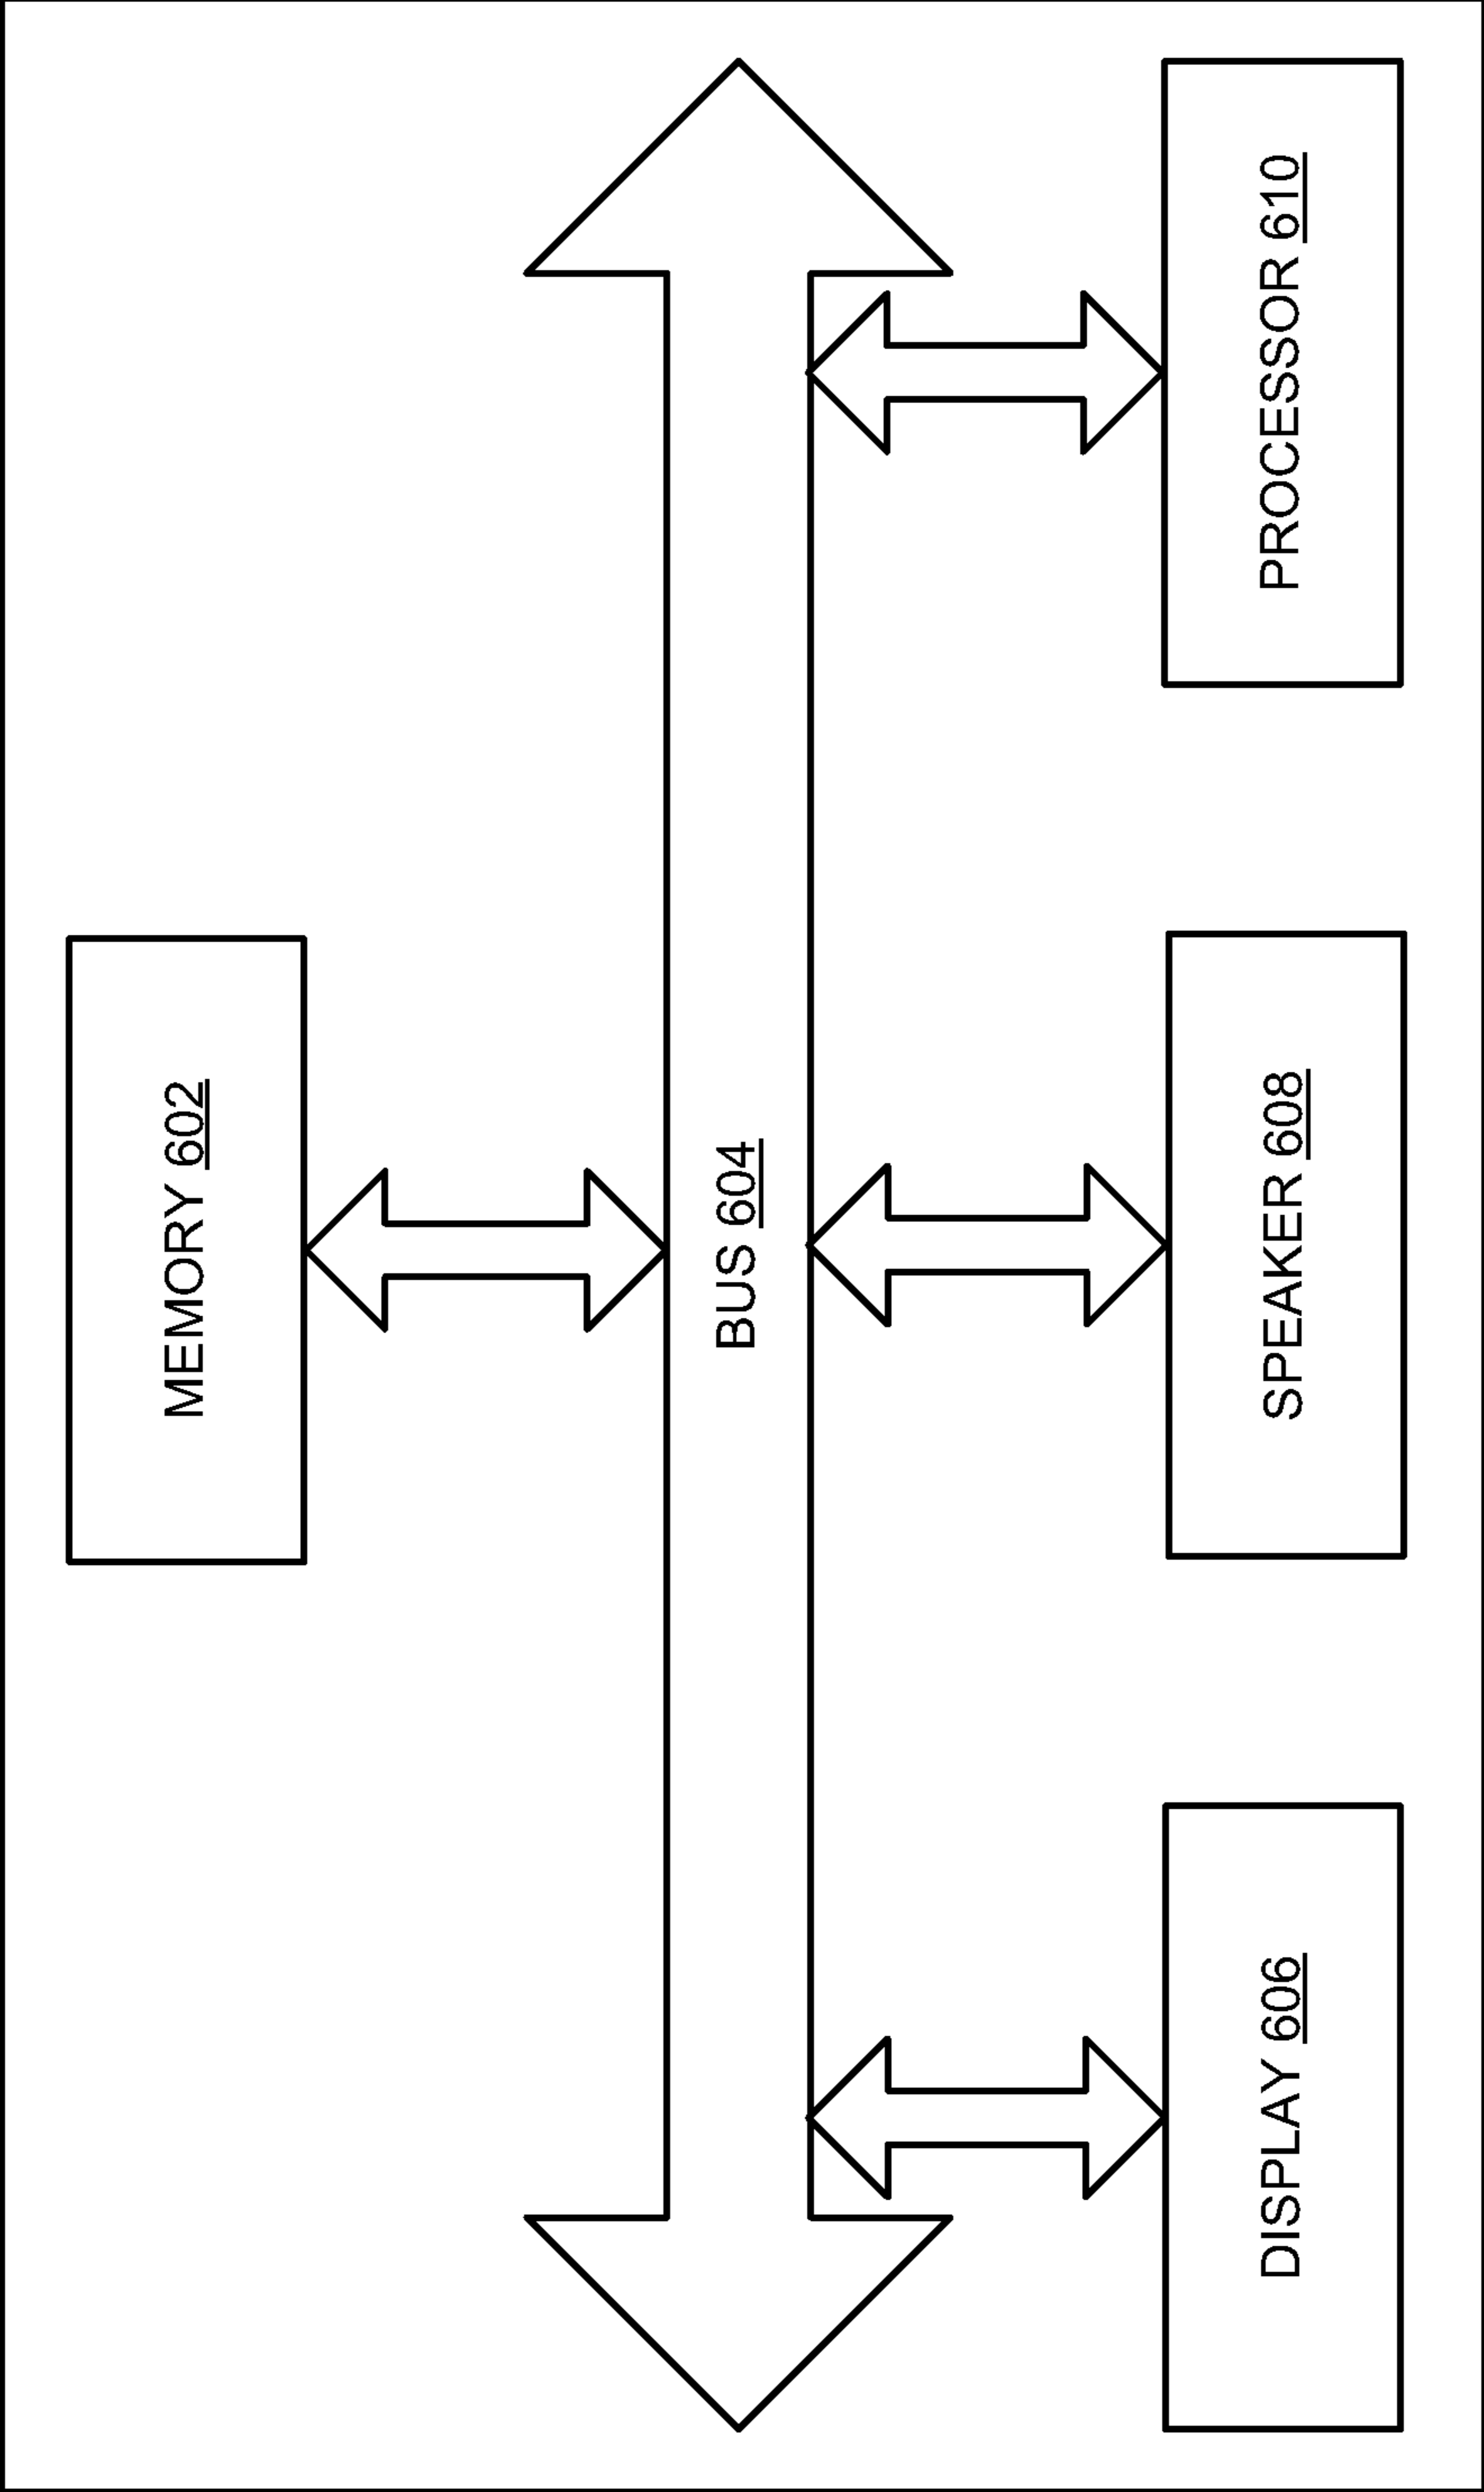 MEMORY 602
BUS 604
DISPLAY 606
SPEAKER 608
PROCESSOR 610